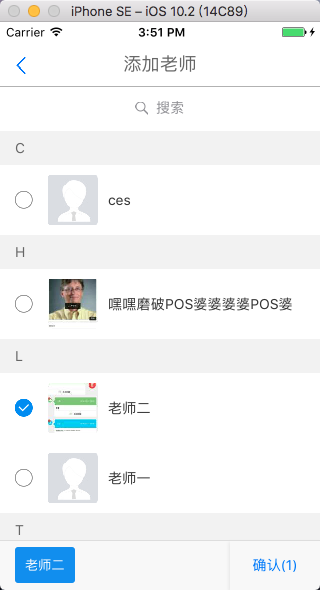 iPhone SE – iOS 10.2 (14C89)
Carrier 3:51 PM
添加老师
搜索
C
ces
H
嘿嘿磨破POS婆婆婆婆POS婆
L
老师二
老师一
T
老师二 确认(1)